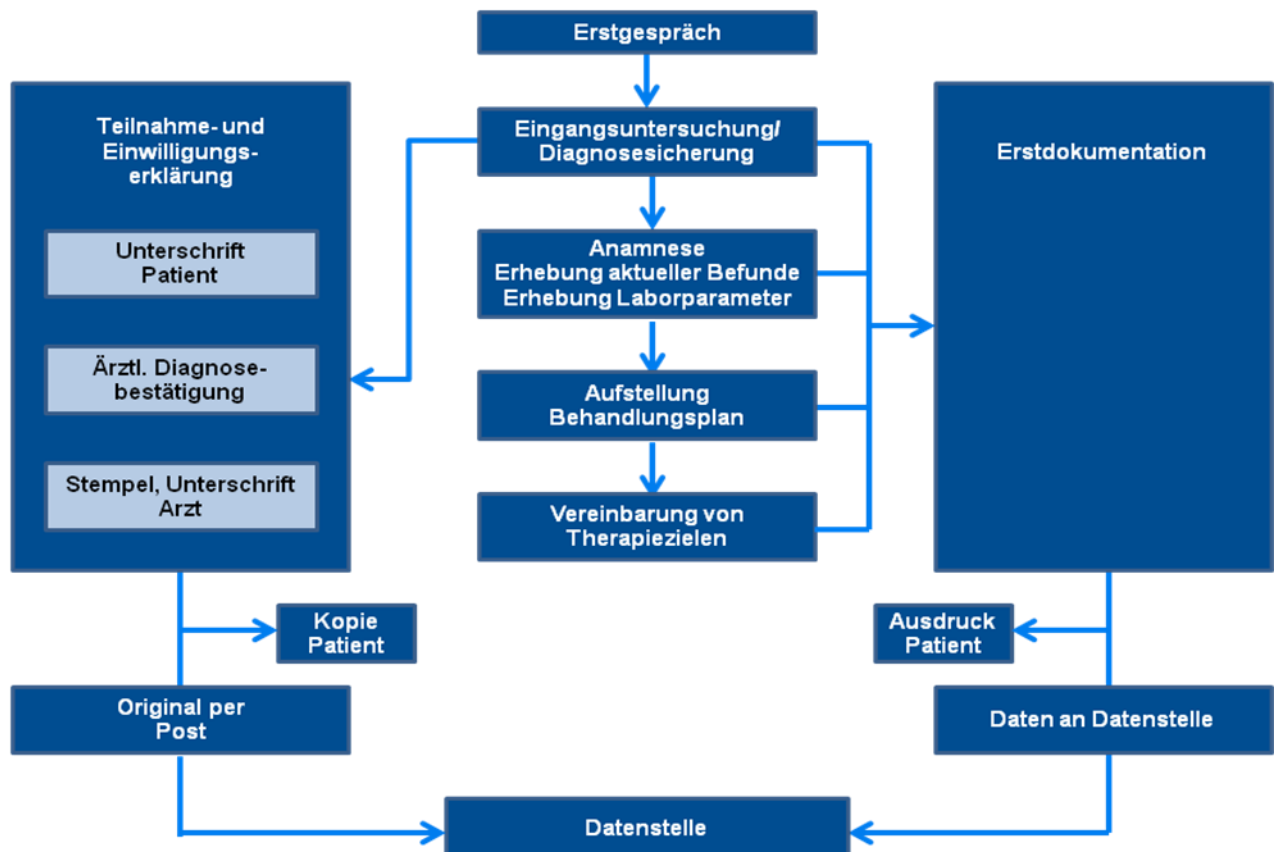 Erstgespräch
Teilnahme- und
Einwilligungs-
erklärung
Unterschrift
Patient
Ärztl. Diagnose-
bestätigung
Stempel, Unterschrift
Arzt
Eingangsuntersuchung/
Diagnosesicherung
Anamnese
Erhebung aktueller Befunde
Erhebung Laborparameter
Aufstellung
Behandlungsplan
Vereinbarung von
Therapiezielen
Erstdokumentation
Kopie
Patient
Ausdruck
Patient
Original per
Post
Daten an Datenstelle
Datenstelle